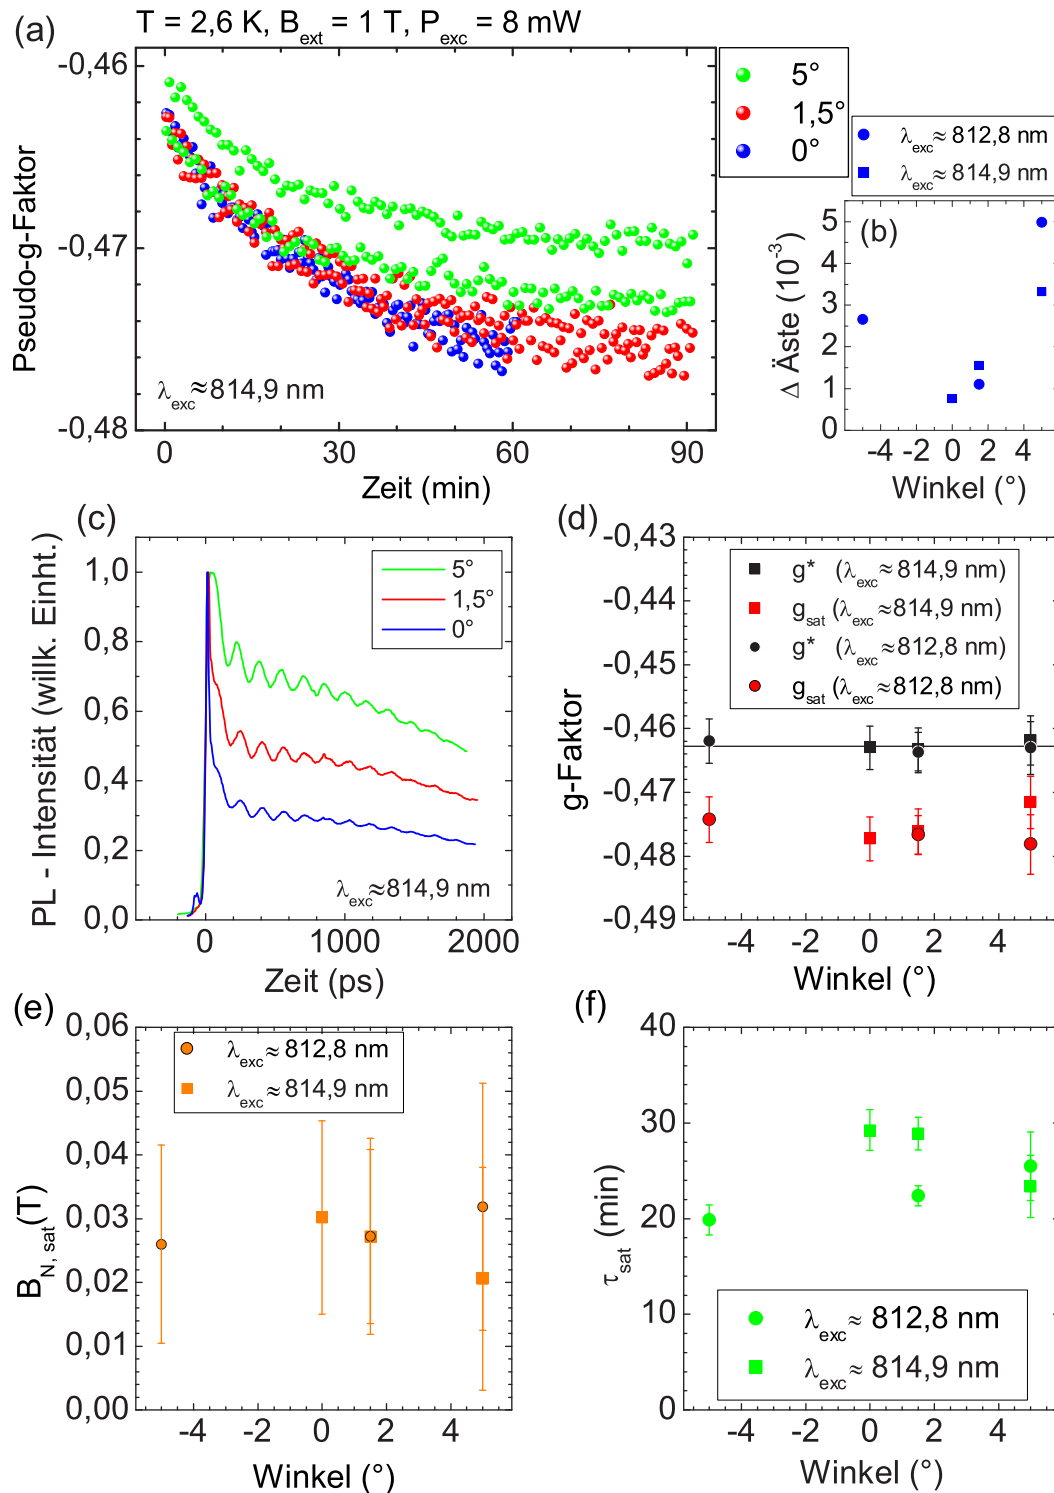 (a)
T = 2,6 K, B_ext = 1 T, P_exc = 8 mW
-0,46
-0,47
-0,48
Pseudo-g-Faktor
0 30 60 90
Zeit (min)
λ_exc≈814,9 nm
5°
1,5°
0°
λ_exc≈812,8 nm
λ_exc≈814,9 nm
(b)
5
4
3
2
1
0
Δ Äste (10⁻³)
-4 -2 0 2 4
Winkel (°)
(c)
1,0
0,8
0,6
0,4
0,2
0,0
PL - Intensität (willk. Einht.)
5°
1,5°
0°
λ_exc≈814,9 nm
0 1000 2000
Zeit (ps)
(d)
-0,43
-0,44
-0,45
-0,46
-0,47
-0,48
-0,49
g-Faktor
g* (λ_exc≈814,9 nm)
g_sat (λ_exc≈814,9 nm)
g* (λ_exc≈812,8 nm)
g_sat (λ_exc≈812,8 nm)
-4 -2 0 2 4
Winkel (°)
(e)
0,06
0,05
0,04
0,03
0,02
0,01
0,00
B_N, sat (T)
λ_exc≈ 812,8 nm
λ_exc≈ 814,9 nm
-4 -2 0 2 4
Winkel (°)
(f)
40
30
20
10
0
τ_sat (min)
λ_exc≈ 812,8 nm
λ_exc≈ 814,9 nm
-4 -2 0 2 4
Winkel (°)